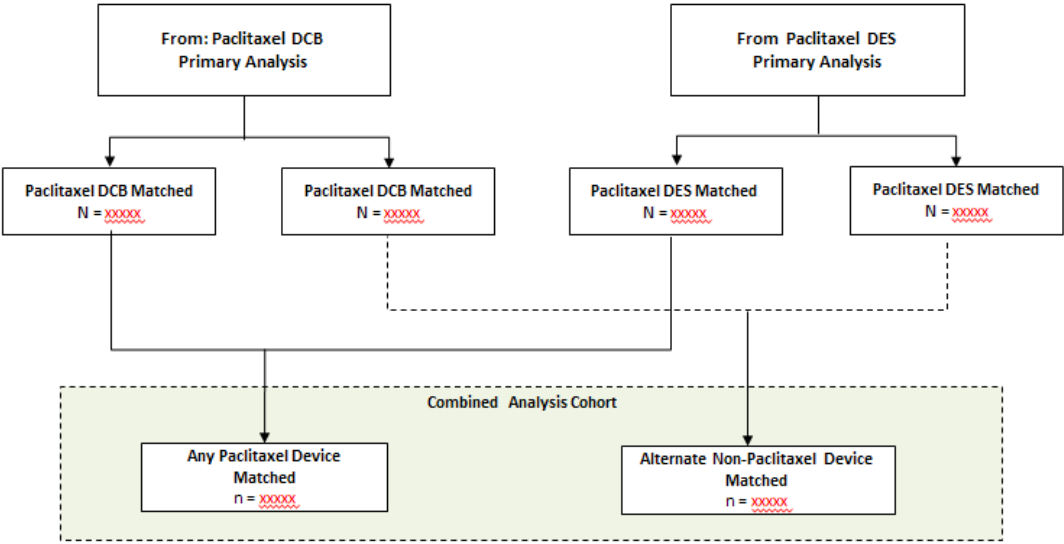 From: Paclitaxel DCB
Primary Analysis
From Paclitaxel DES
Primary Analysis
Paclitaxel DCB Matched
N = xxxxx
Paclitaxel DCB Matched
N = xxxxx
Paclitaxel DES Matched
N = xxxxx
Paclitaxel DES Matched
N = xxxxx
Combined Analysis Cohort
Any Paclitaxel Device
Matched
n = xxxxx
Alternate Non-Paclitaxel Device
Matched
n = xxxxx